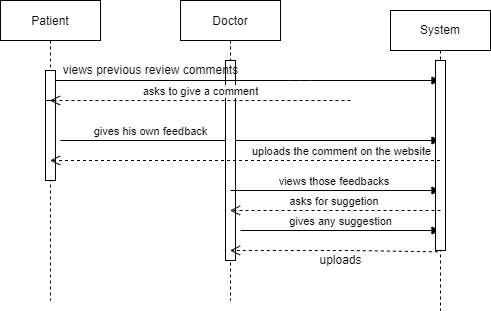 Patient
Doctor
System
views previous review comments
asks to give a comment
gives his own feedback
uploads the comment on the website
views those feedbacks
asks for suggetion
gives any suggestion
uploads